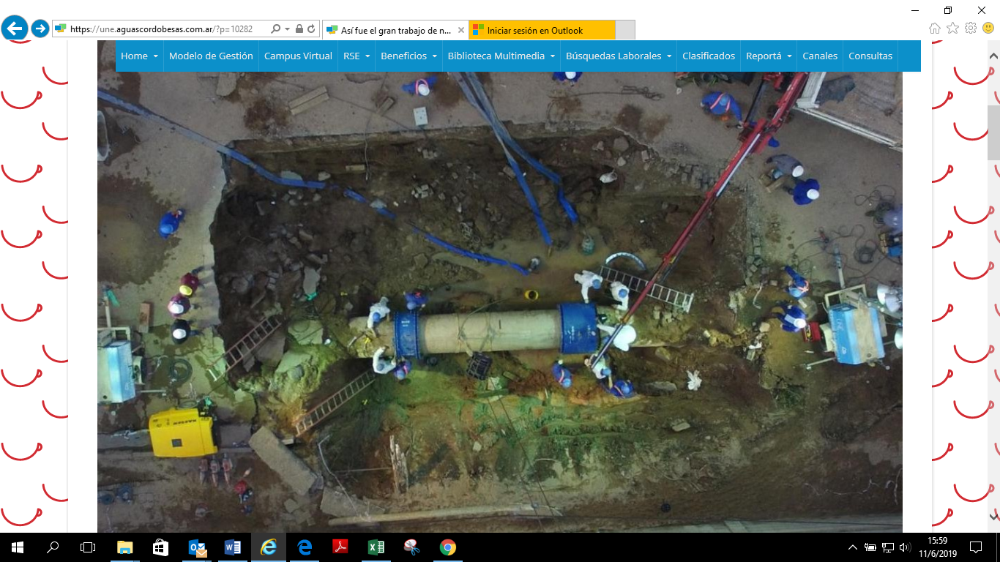 https://une.aguascordobesas.com.ar/?p=10282
Así fue el gran trabajo de n...
Iniciar sesión en Outlook
Home
Modelo de Gestión
Campus Virtual
RSE
Beneficios
Biblioteca Multimedia
Búsquedas Laborales
Clasificados
Reportá
Canales
Consultas
15:59
11/6/2019